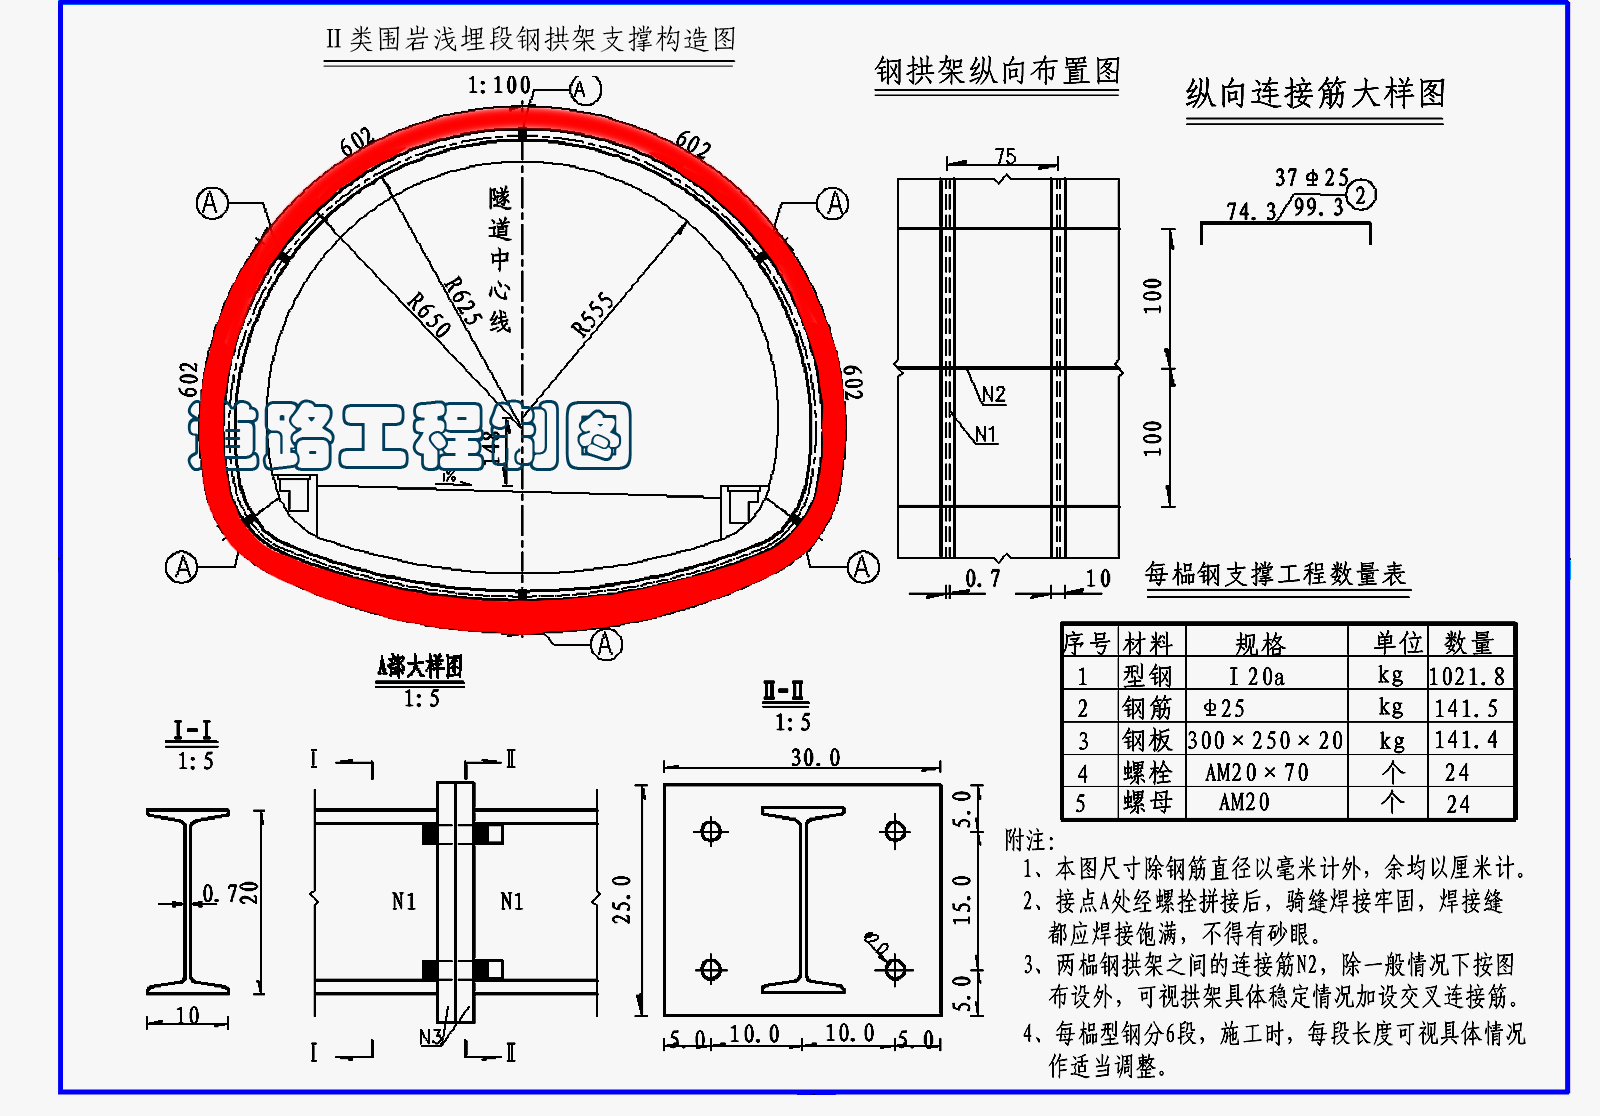 Ⅱ类围岩浅埋段钢拱架支撑构造图
1:100
钢拱架纵向布置图
纵向连接筋大样图
A
602
602
A
A
602
602
隧道中心线
R650
R625
R555
道路工程制图
1%
A
A
A
75
N2
N1
100
100
0.7
10
37Φ25
2
74.3
99.3
每榀钢支撑工程数量表
序号 材料 规格 单位 数量
1 型钢 I20a kg 1021.8
2 钢筋 Φ25 kg 141.5
3 钢板 300×250×20 kg 141.4
4 螺栓 AM20×70 个 24
5 螺母 AM20 个 24
A部大样图
1:5
Ⅰ-Ⅰ
1:5
0.7
20
10
Ⅰ
Ⅱ
N1
N1
N3
Ⅰ
Ⅱ
Ⅱ-Ⅱ
1:5
30.0
25.0
5.0
15.0
5.0
5.0
10.0
10.0
5.0
附注:
1、本图尺寸除钢筋直径以毫米计外，余均以厘米计。
2、接点A处经螺栓拼接后，骑缝焊接牢固，焊接缝
都应焊接饱满，不得有砂眼。
3、两榀钢拱架之间的连接筋N2，除一般情况下按图
布设外，可视拱架具体稳定情况加设交叉连接筋。
4、每榀型钢分6段，施工时，每段长度可视具体情况
作适当调整。